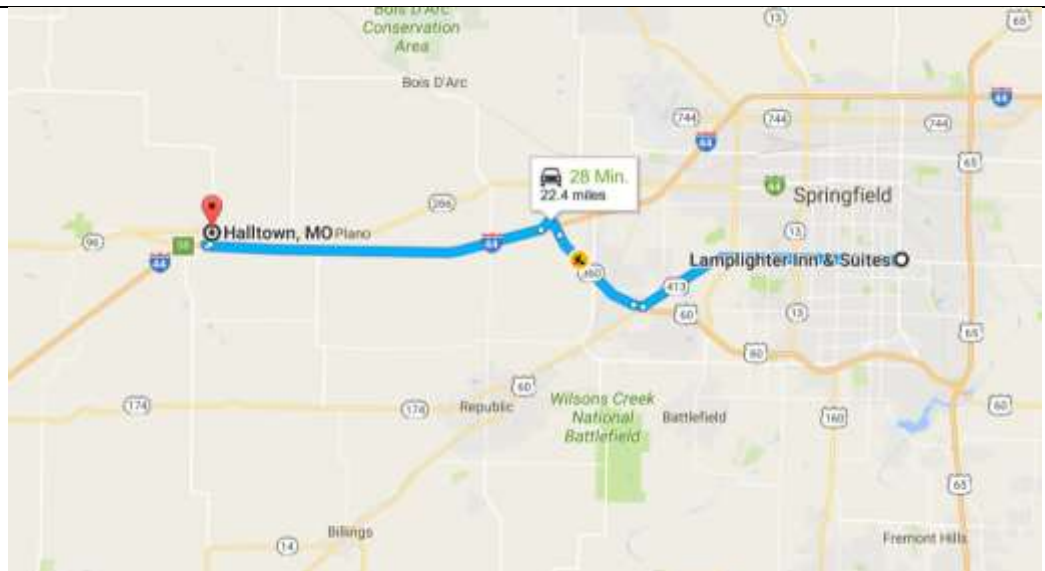 Bois D'Arc
Conservation
Area
13
65
Bois D'Arc
44
744
744
744
44
65
28 Min.
22.4 miles
Springfield
266
Halltown, MO Plano
96
44
44
13
Lamplighter Inn & Suites
360
413
60
13
65
60
60
174
174
Republic
Wilsons Creek
National
Battlefield
Battlefield
160
60
65
Billings
14
Fremont Hills